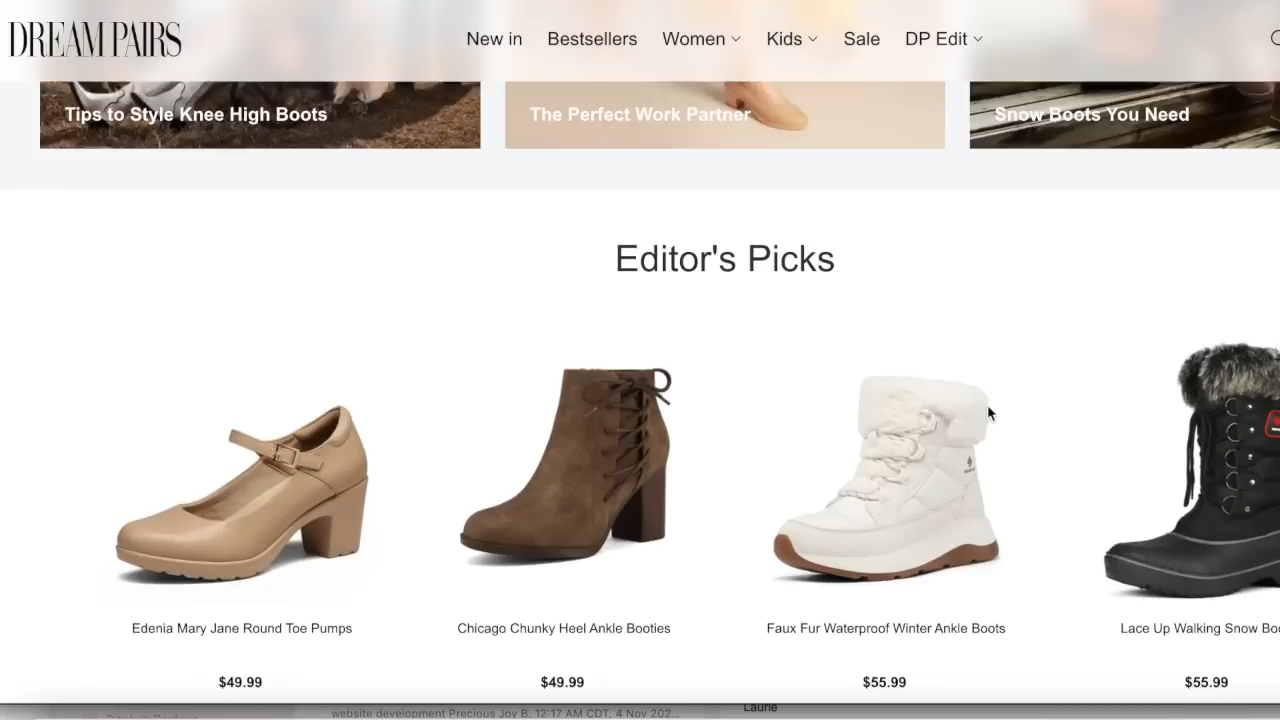 DREAM PAIRS
New in Bestsellers Women Kids Sale DP Edit
Tips to Style Knee High Boots
The Perfect Work Partner
Snow Boots You Need
Editor's Picks
Edenia Mary Jane Round Toe Pumps
Chicago Chunky Heel Ankle Booties
Faux Fur Waterproof Winter Ankle Boots
Lace Up Walking Snow
$49.99
$49.99
$55.99
$55.99
website development Precious Joy B. 12:17 AM CDT, 4 Nov 202...
Laurie